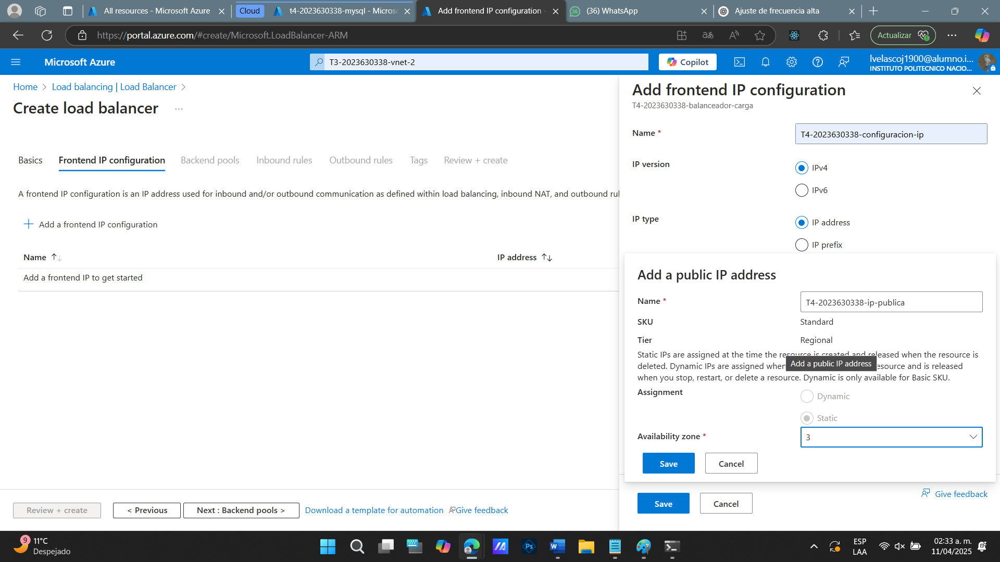 All resources - Microsoft Azure
Cloud
t4-2023630338-mysql - Micros
Add frontend IP configuration -
36
(36) WhatsApp
Ajuste de frecuencia alta
https://portal.azure.com/#create/Microsoft.LoadBalancer-ARM
Actualizar
Microsoft Azure
T3-2023630338-vnet-2
Copilot
lvelascoj1900@alumno.i...
INSTITUTO POLITECNICO NACIO...
Home > Load balancing | Load Balancer >
Create load balancer ...
Basics
Frontend IP configuration
Backend pools
Inbound rules
Outbound rules
Tags
Review + create
A frontend IP configuration is an IP address used for inbound and/or outbound communication as defined within load balancing, inbound NAT, and outbound rul
+ Add a frontend IP configuration
Name ↑↓
IP address ↑↓
Add a frontend IP to get started
Review + create
< Previous
Next : Backend pools >
Download a template for automation
Give feedback
Add frontend IP configuration
T4-2023630338-balanceador-carga
Name *
T4-2023630338-configuracion-ip
IP version
IPv4
IPv6
IP type
IP address
IP prefix
Add a public IP address
Name *
T4-2023630338-ip-publica
SKU
Standard
Tier
Regional
Static IPs are assigned at the time the resource is created and released when the resource is
deleted. Dynamic IPs are assigned when
Add a public IP address
esource and is released
when you stop, restart, or delete a resource. Dynamic is only available for Basic SKU.
Assignment
Dynamic
Static
Availability zone *
3
Save
Cancel
Give feedback
Save
Cancel
9
11°C
Despejado
Ps
W
ESP
LAA
02:33 a. m.
11/04/2025